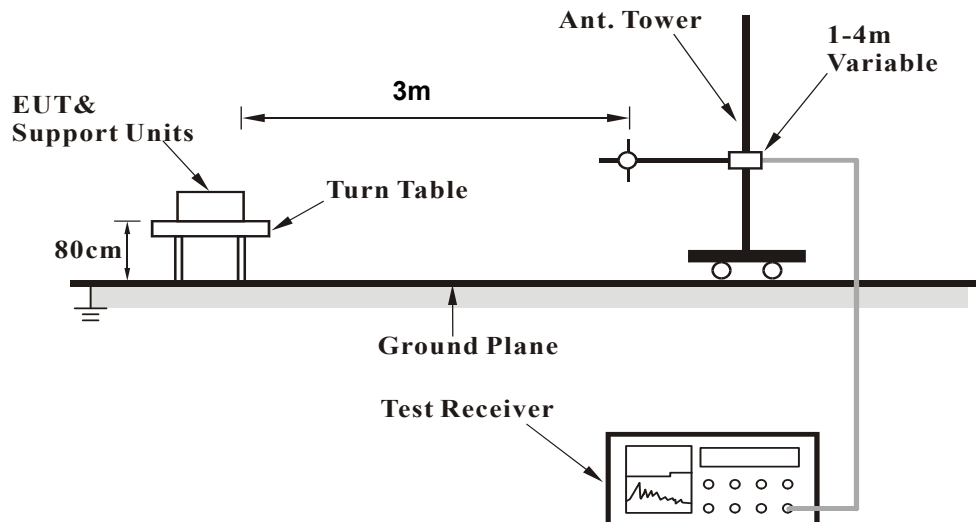 Ant. Tower
1-4m
Variable
3m
EUT&
Support Units
Turn Table
80cm
Ground Plane
Test Receiver